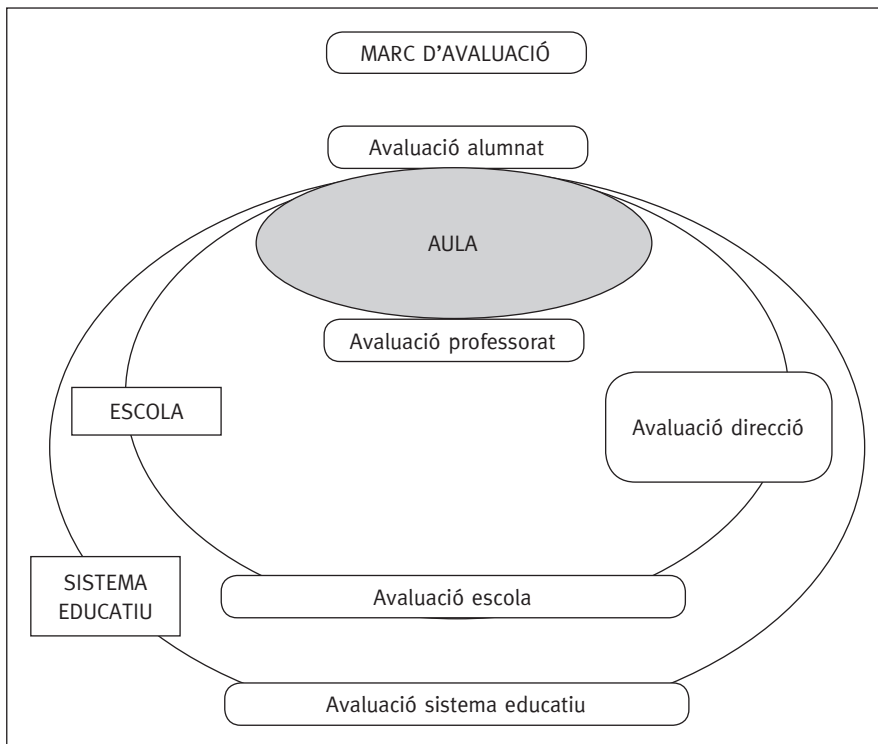 MARC D'AVALUACIÓ
Avaluació alumnat
AULA
Avaluació professorat
ESCOLA
Avaluació direcció
SISTEMA
EDUCATIU
Avaluació escola
Avaluació sistema educatiu